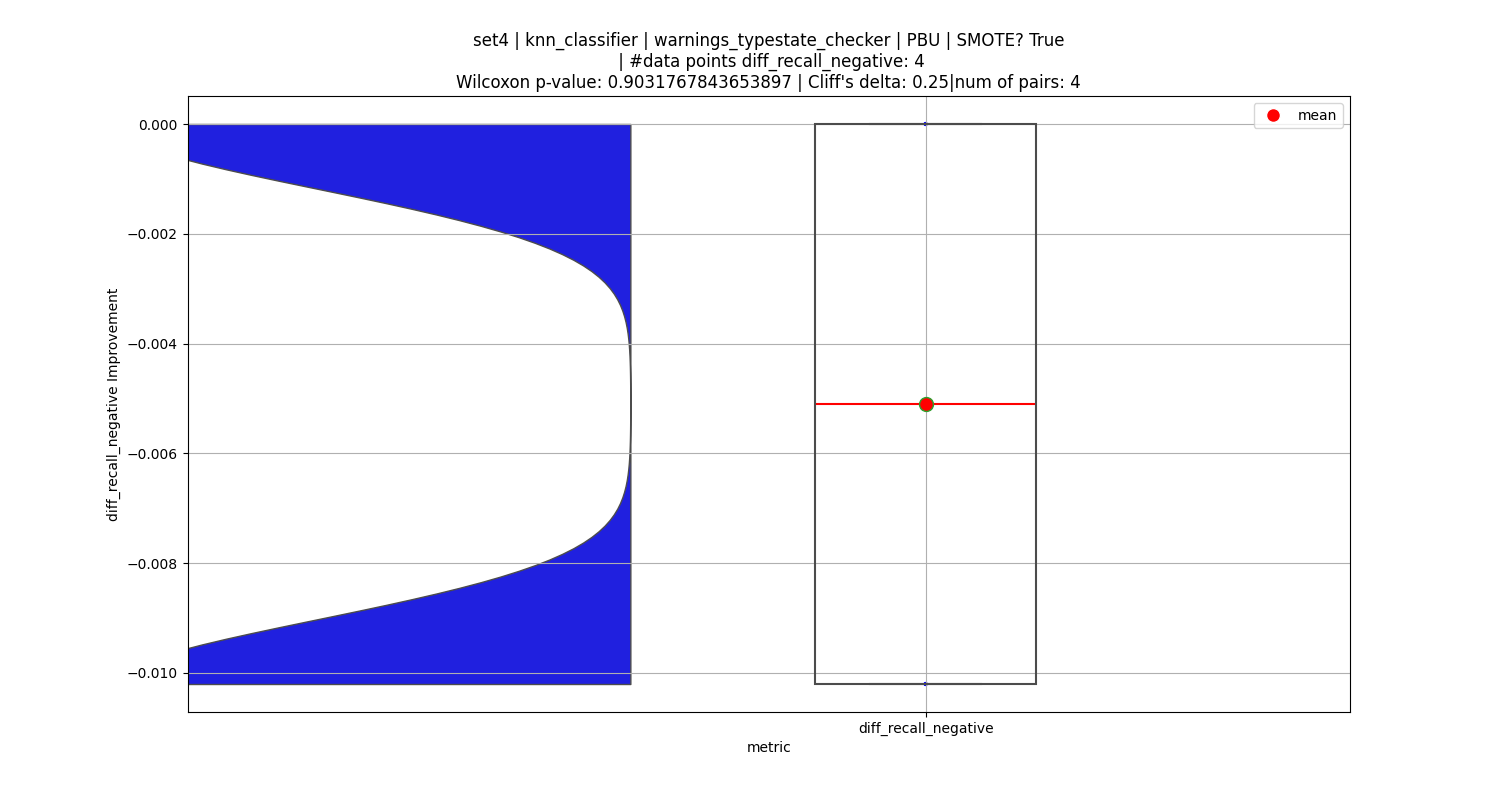 set4 | knn_classifier | warnings_typestate_checker | PBU | SMOTE? True
| #data points diff_recall_negative: 4
Wilcoxon p-value: 0.9031767843653897 | Cliff's delta: 0.25|num of pairs: 4
mean
0.000
−0.002
−0.004
−0.006
−0.008
−0.010
diff_recall_negative Improvement
diff_recall_negative
metric